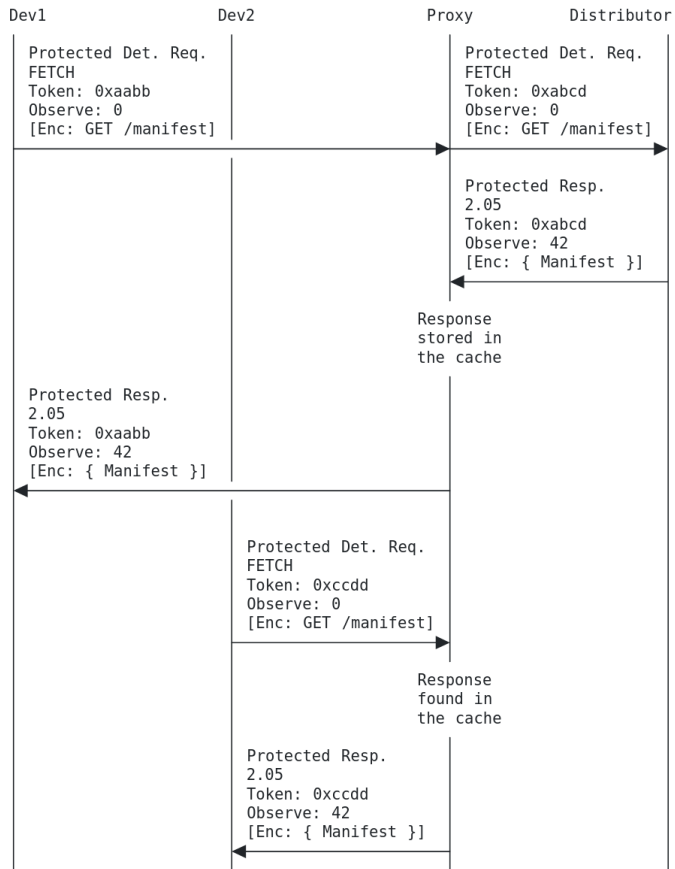 Dev1 Dev2 Proxy Distributor
Protected Det. Req.
FETCH
Token: 0xaabb
Observe: 0
[Enc: GET /manifest]
Protected Det. Req.
FETCH
Token: 0xabcd
Observe: 0
[Enc: GET /manifest]
Protected Resp.
2.05
Token: 0xabcd
Observe: 42
[Enc: { Manifest }]
Response
stored in
the cache
Protected Resp.
2.05
Token: 0xaabb
Observe: 42
[Enc: { Manifest }]
Protected Det. Req.
FETCH
Token: 0xccdd
Observe: 0
[Enc: GET /manifest]
Response
found in
the cache
Protected Resp.
2.05
Token: 0xccdd
Observe: 42
[Enc: { Manifest }]